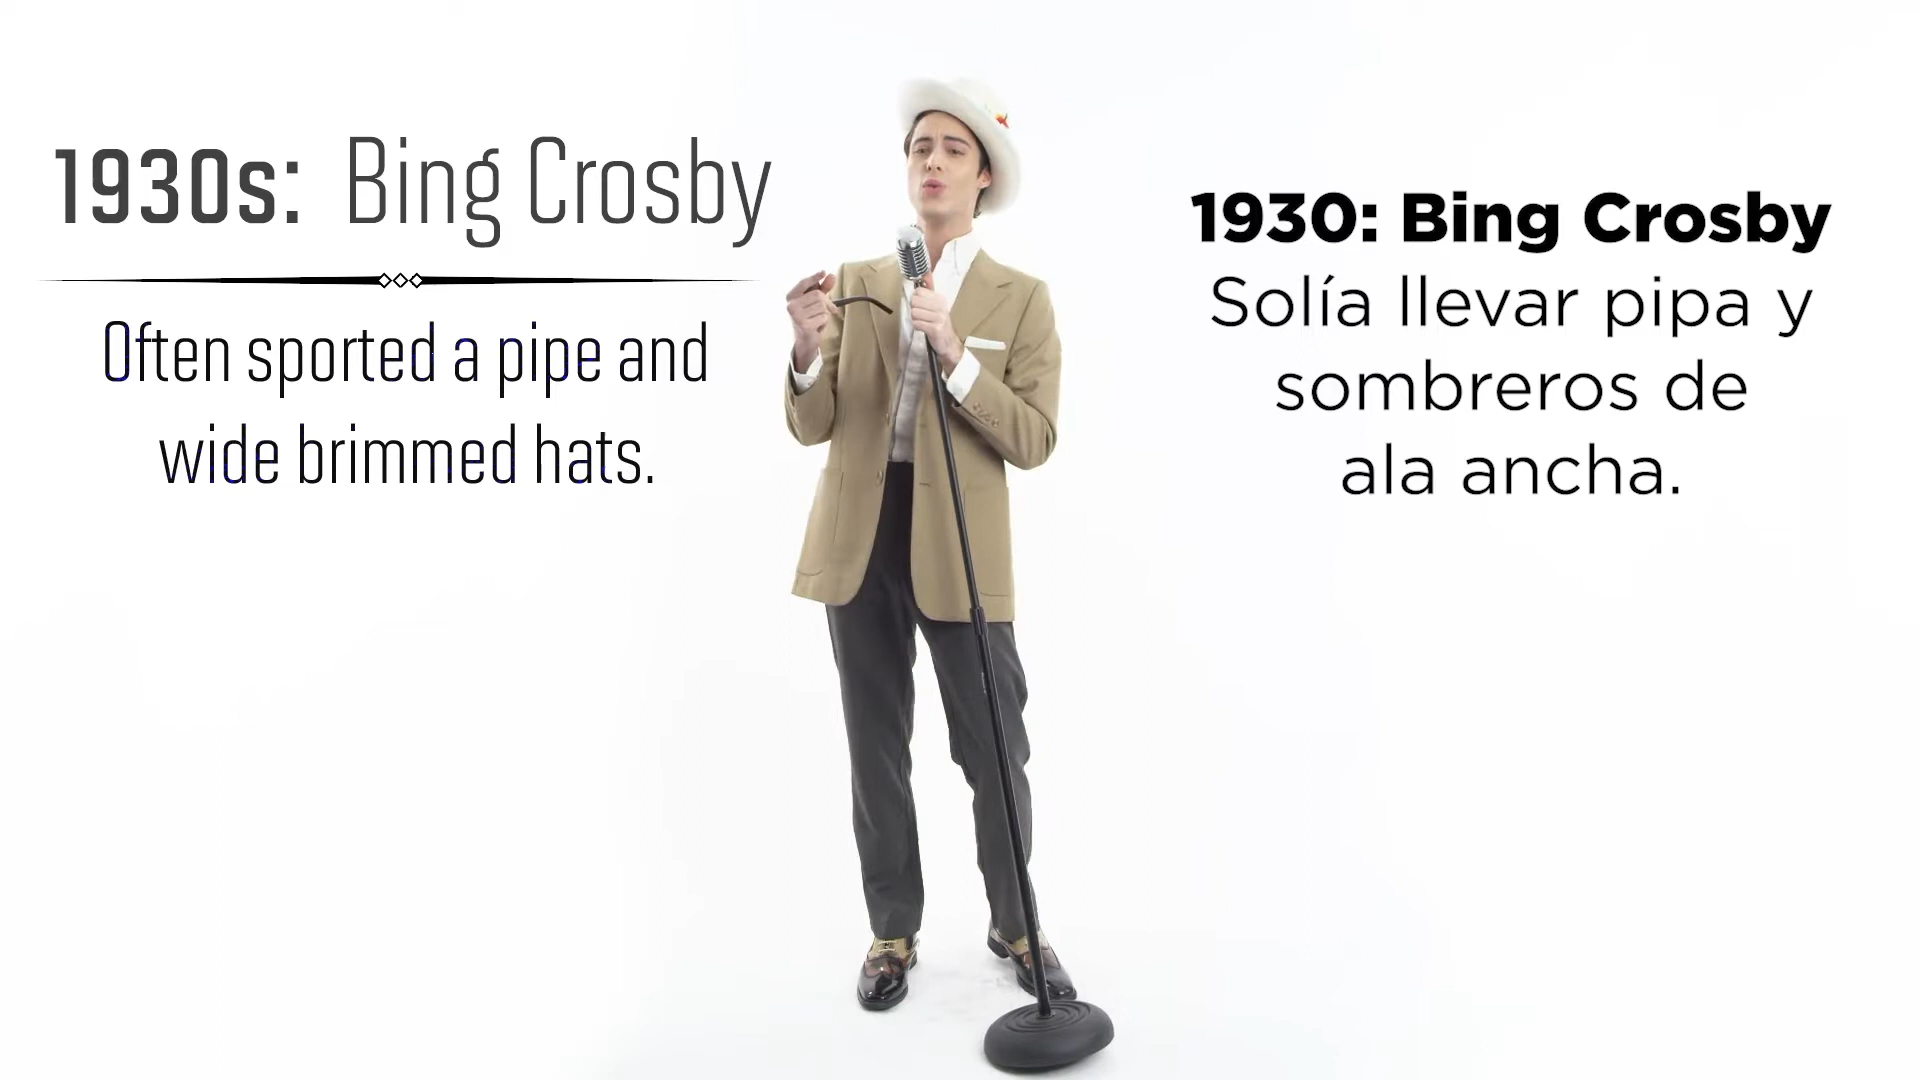 1930s: Bing Crosby
Often sported a pipe and
wide brimmed hats.
1930: Bing Crosby
Solía llevar pipa y
sombreros de
ala ancha.